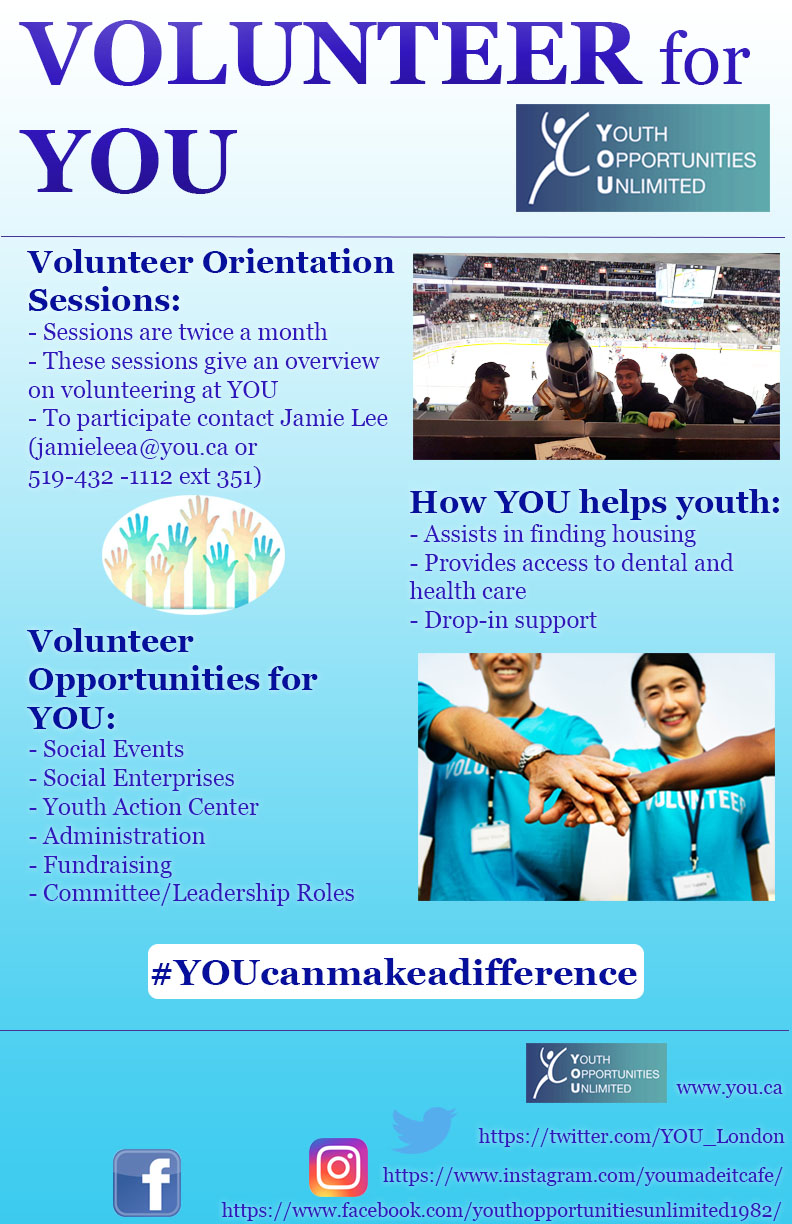 VOLUNTEER for
YOU
YOUTH
OPPORTUNITIES
UNLIMITED
Volunteer Orientation
Sessions:
- Sessions are twice a month
- These sessions give an overview
on volunteering at YOU
- To participate contact Jamie Lee
(jamieleea@you.ca or
519-432 -1112 ext 351)
Volunteer
Opportunities for
YOU:
- Social Events
- Social Enterprises
- Youth Action Center
- Administration
- Fundraising
- Committee/Leadership Roles
How YOU helps youth:
- Assists in finding housing
- Provides access to dental and
health care
- Drop-in support
VOLUNTEER
#YOUcanmakeadifference
YOUTH
OPPORTUNITIES
UNLIMITED
www.you.ca
https://twitter.com/YOU_London
https://www.instagram.com/youmadeitcafe/
https://www.facebook.com/youthopportunitiesunlimited1982/